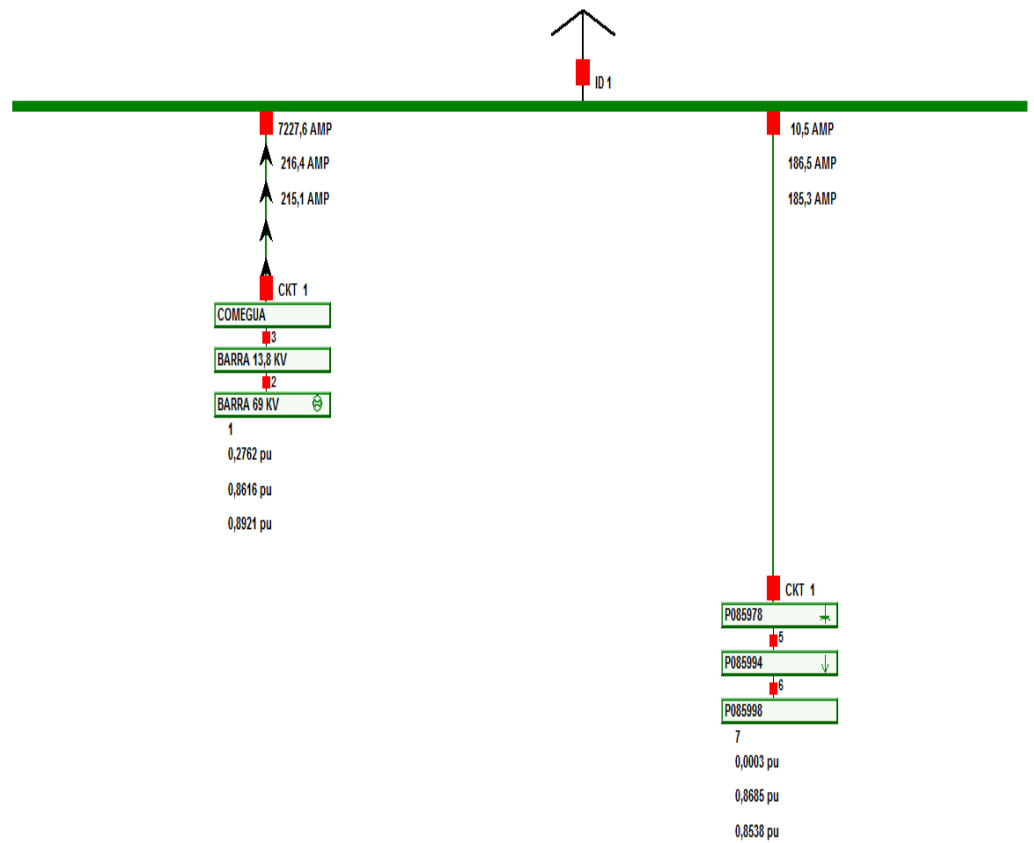 ID 1
7227,6 AMP
216,4 AMP
215,1 AMP
10,5 AMP
186,5 AMP
185,3 AMP
CKT 1
COMEGUA
3
BARRA 13,8 KV
2
BARRA 69 KV
1
0,2762 pu
0,8616 pu
0,8921 pu
CKT 1
P085978
5
P085994
6
P085998
7
0,0003 pu
0,8685 pu
0,8538 pu